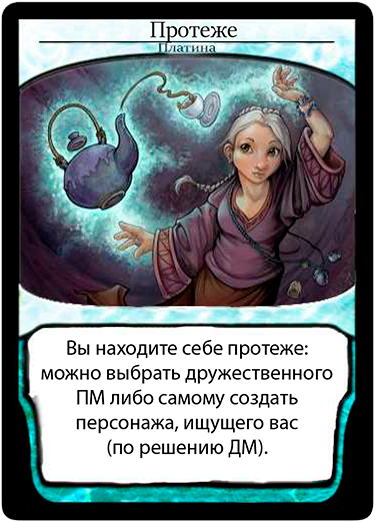 Протеже
Платина
Вы находите себе протеже:
можно выбрать дружественного
ПМ либо самому создать
персонажа, ищущего вас
(по решению ДМ).